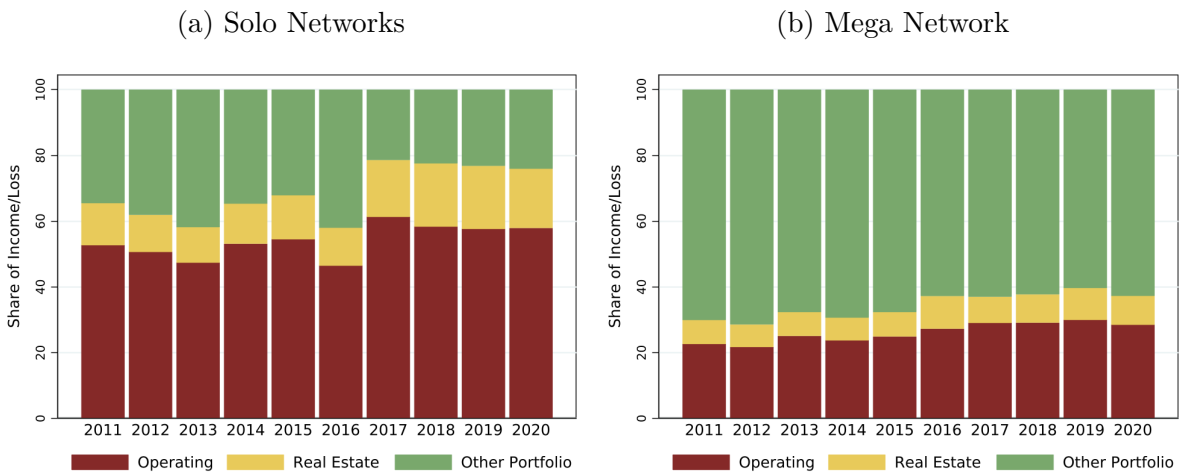 (a) Solo Networks
Share of Income/Loss
100
80
60
40
20
0
2011 2012 2013 2014 2015 2016 2017 2018 2019 2020
Operating Real Estate Other Portfolio
(b) Mega Network
Share of Income/Loss
100
80
60
40
20
0
2011 2012 2013 2014 2015 2016 2017 2018 2019 2020
Operating Real Estate Other Portfolio